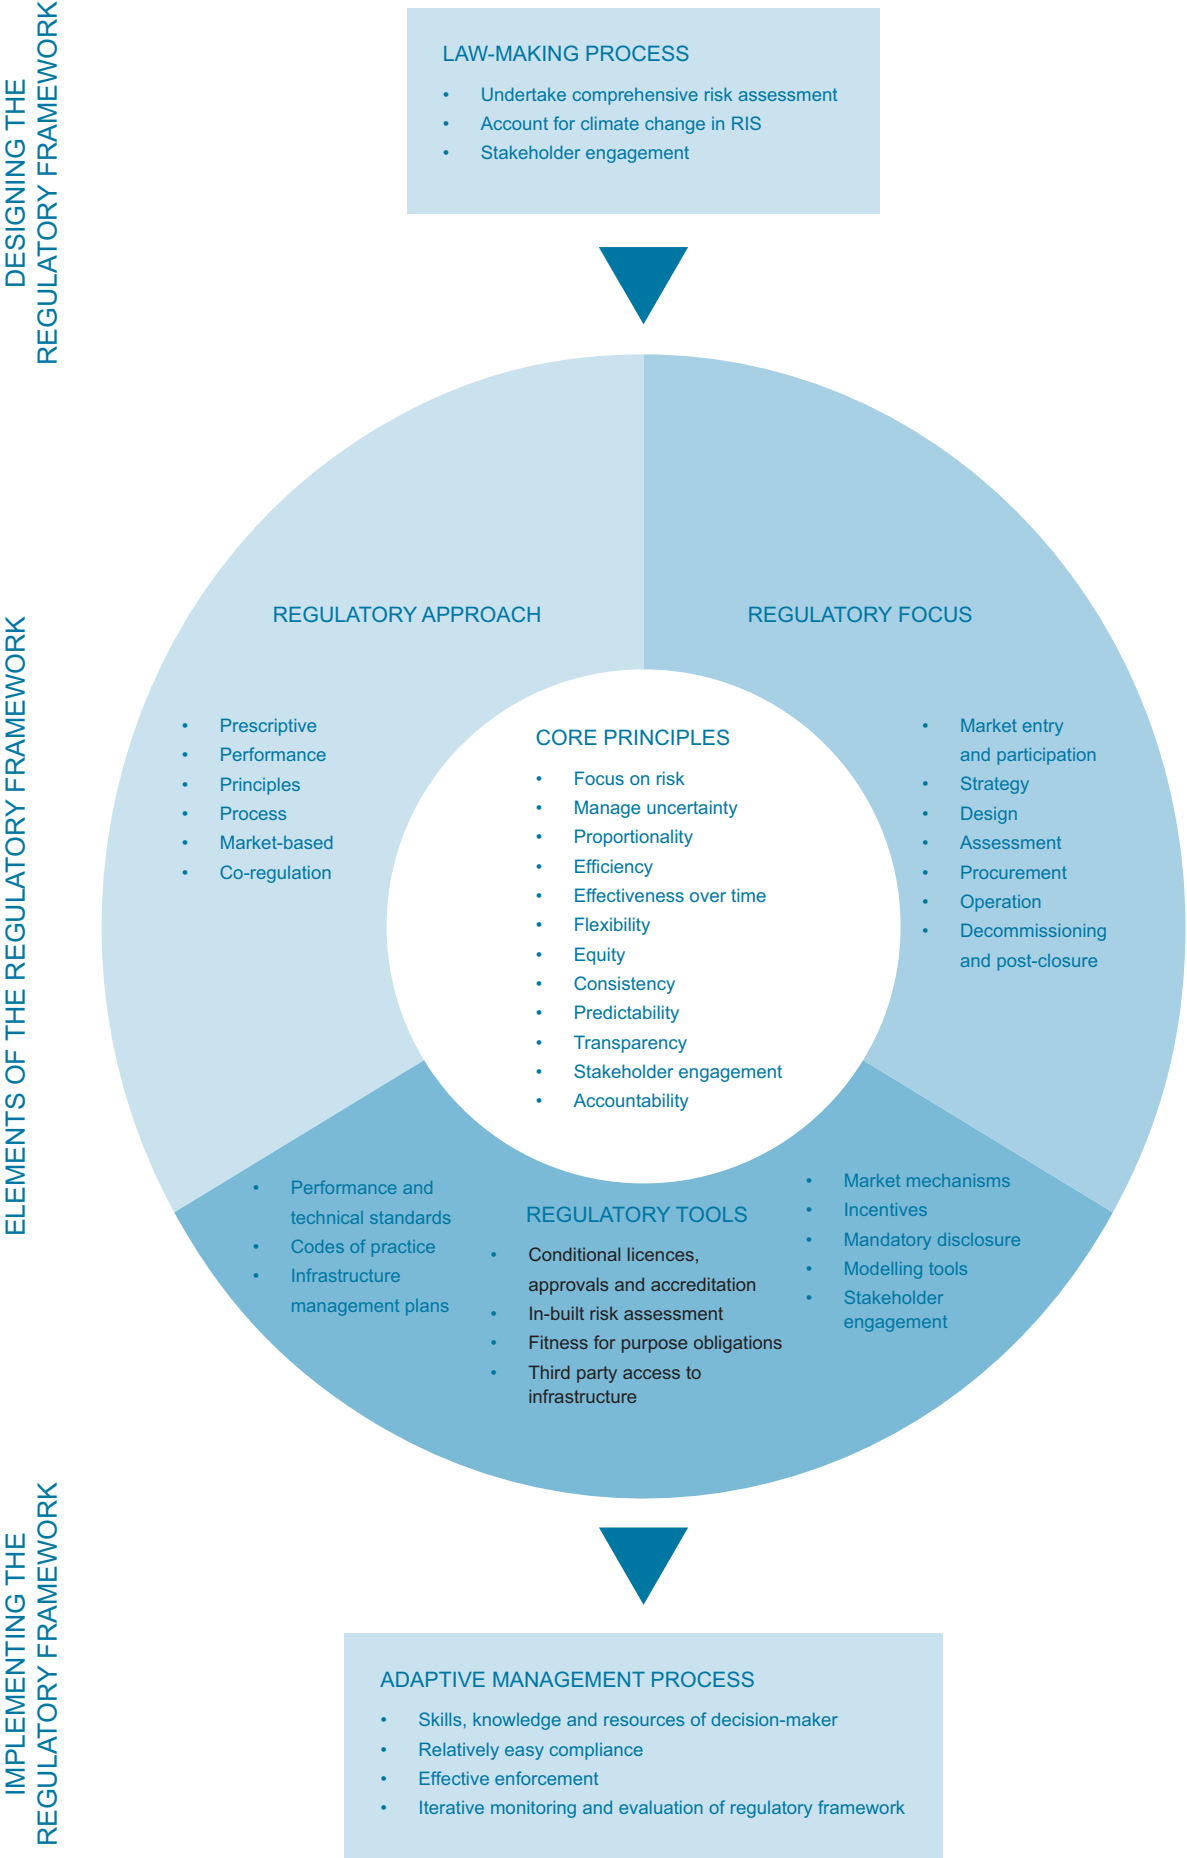 DESIGNING THE
REGULATORY FRAMEWORK
LAW-MAKING PROCESS
• Undertake comprehensive risk assessment
• Account for climate change in RIS
• Stakeholder engagement
ELEMENTS OF THE REGULATORY FRAMEWORK
REGULATORY APPROACH
• Prescriptive
• Performance
• Principles
• Process
• Market-based
• Co-regulation
REGULATORY FOCUS
• Market entry
and participation
• Strategy
• Design
• Assessment
• Procurement
• Operation
• Decommissioning
and post-closure
CORE PRINCIPLES
• Focus on risk
• Manage uncertainty
• Proportionality
• Efficiency
• Effectiveness over time
• Flexibility
• Equity
• Consistency
• Predictability
• Transparency
• Stakeholder engagement
• Accountability
REGULATORY TOOLS
• Performance and
technical standards
• Codes of practice
• Infrastructure
management plans
• Conditional licences,
approvals and accreditation
• In-built risk assessment
• Fitness for purpose obligations
• Third party access to
infrastructure
• Market mechanisms
• Incentives
• Mandatory disclosure
• Modelling tools
• Stakeholder
engagement
IMPLEMENTING THE
REGULATORY FRAMEWORK
ADAPTIVE MANAGEMENT PROCESS
• Skills, knowledge and resources of decision-maker
• Relatively easy compliance
• Effective enforcement
• Iterative monitoring and evaluation of regulatory framework